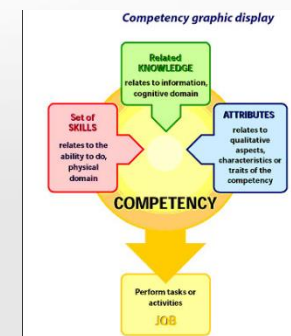 Competency graphic display
Related
KNOWLEDGE
relates to information,
cognitive domain
Set of
SKILLS
relates to the
ability to do,
physical
domain
ATTRIBUTES
relates to
qualitative
aspects,
characteristics or
traits of the
competency
COMPETENCY
Perform tasks or
activities
JOB